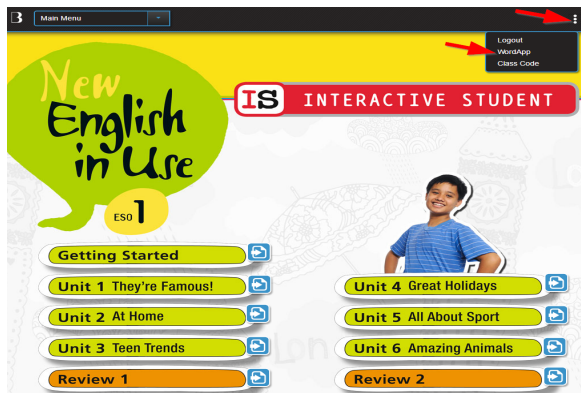 B Main Menu
Logout
WordApp
Class Code
New
English
in Use
ESO 1
IS INTERACTIVE STUDENT
Getting Started
Unit 1 They're Famous!
Unit 2 At Home
Unit 3 Teen Trends
Review 1
Unit 4 Great Holidays
Unit 5 All About Sport
Unit 6 Amazing Animals
Review 2